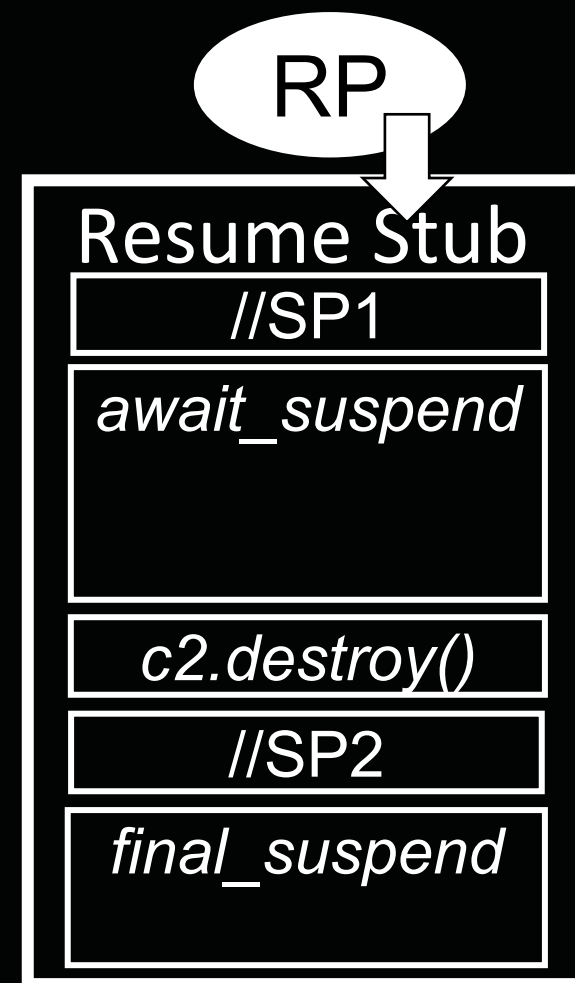 RP
Resume Stub
//SP1
await_suspend
c2.destroy()
//SP2
final_suspend